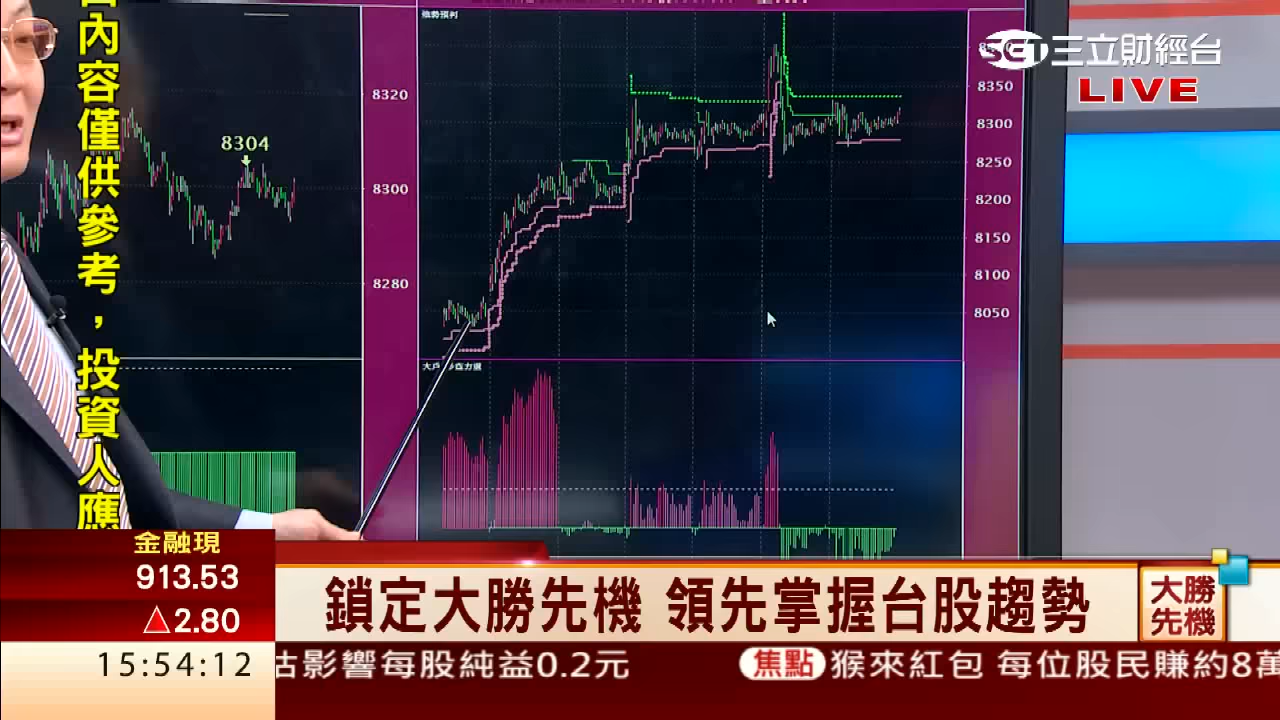 內容僅供參考，投資人應
8304
8320
8300
8280
8350
8300
8250
8200
8150
8100
8050
SET三立財經台
LIVE
金融現
913.53
△2.80
15:54:12
鎖定大勝先機 領先掌握台股趨勢
大勝
先機
影響每股純益0.2元
焦點 猴來紅包 每位股民賺約8萬